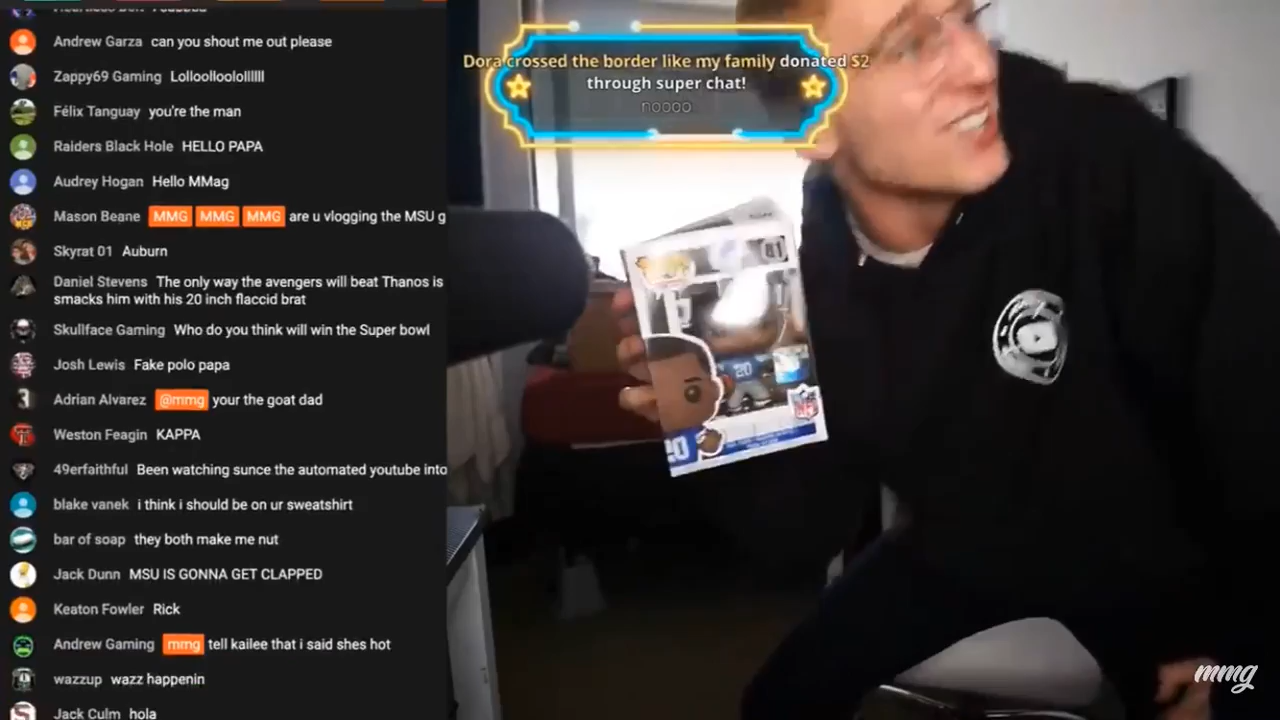 Andrew Garza can you shout me out please
Zappy69 Gaming Lolloolloololllllll
Félix Tanguay you're the man
Raiders Black Hole HELLO PAPA
Audrey Hogan Hello MMag
Mason Beane MMG MMG MMG are u vlogging the MSU g
Skyrat 01 Auburn
Daniel Stevens The only way the avengers will beat Thanos is
smacks him with his 20 inch flaccid brat
Skullface Gaming Who do you think will win the Super bowl
Josh Lewis Fake polo papa
Adrian Alvarez @mmg your the goat dad
Weston Feagin KAPPA
49erfaithful Been watching sunce the automated youtube into
blake vanek i think i should be on ur sweatshirt
bar of soap they both make me nut
Jack Dunn MSU IS GONNA GET CLAPPED
Keaton Fowler Rick
Andrew Gaming mmg tell kailee that i said shes hot
wazzup wazz happenin
Jack Culm hola
Dora crossed the border like my family donated $2
through super chat!
noooo
POP!
41
20
20
NFL
mmg